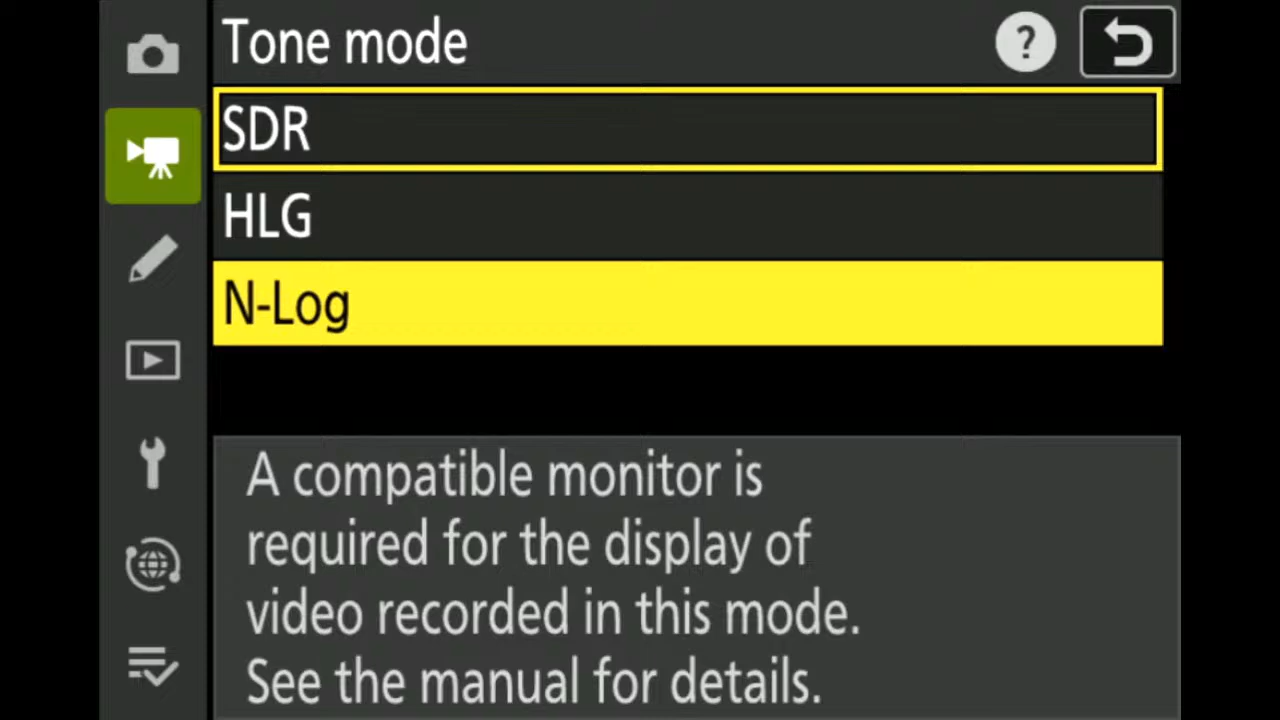 Tone mode
?
SDR
HLG
N-Log
A compatible monitor is
required for the display of
video recorded in this mode.
See the manual for details.